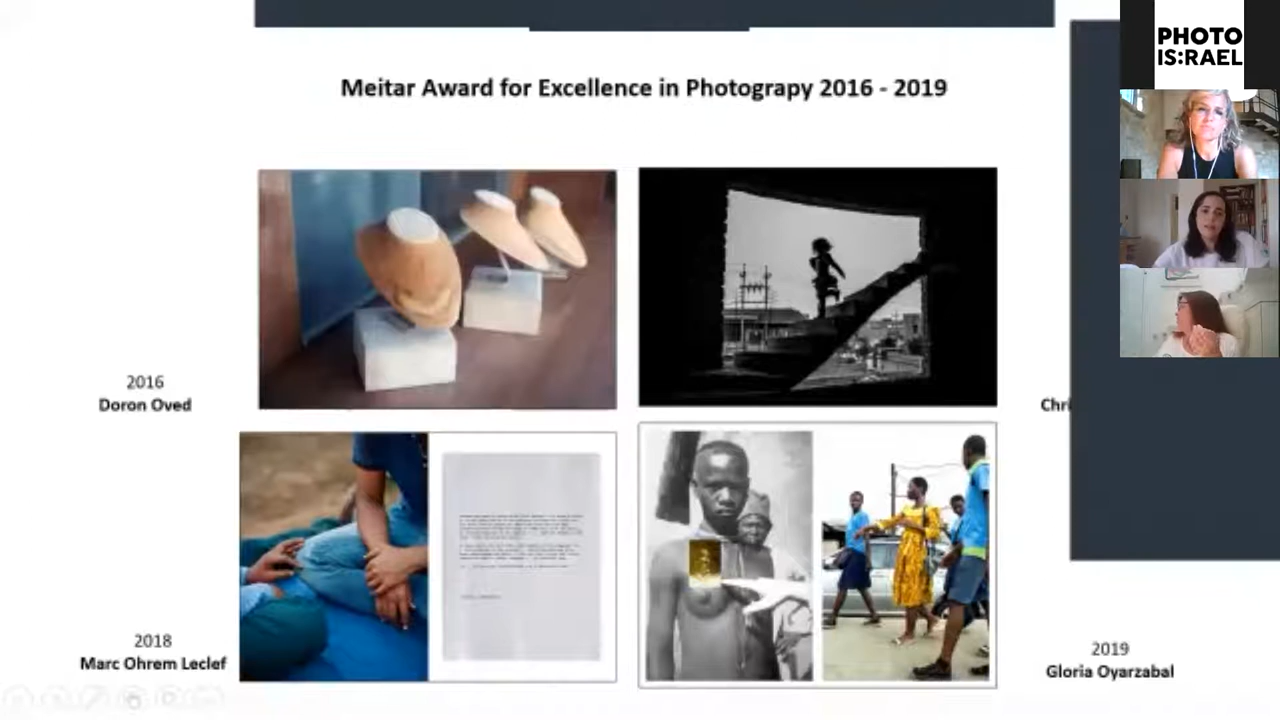 Meitar Award for Excellence in Photograpy 2016 - 2019
PHOTO
IS:RAEL
2016
Doron Oved
Chri
2018
Marc Ohrem Leclef
2019
Gloria Oyarzabal